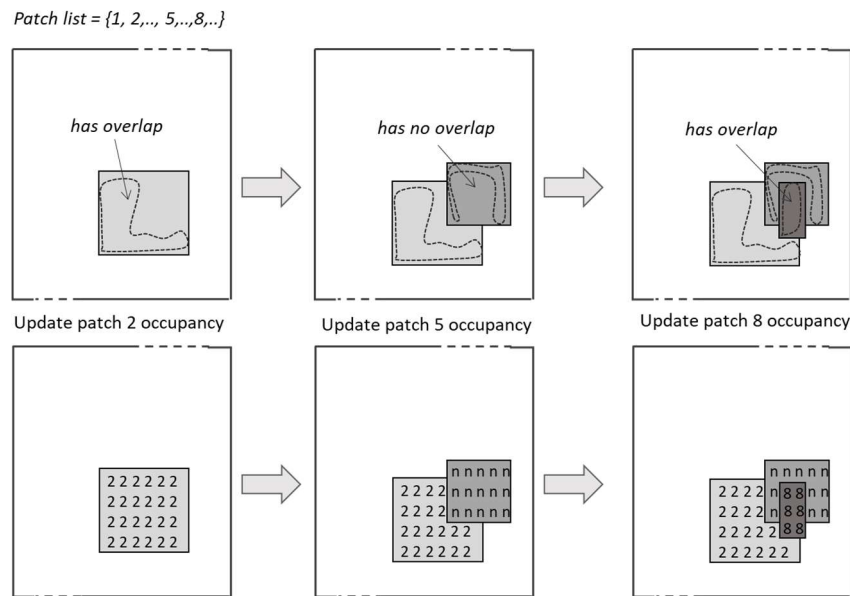 Patch list = {1, 2,.., 5,..,8,..}
has overlap
has no overlap
has overlap
Update patch 2 occupancy
Update patch 5 occupancy
Update patch 8 occupancy
2 2 2 2 2 2
2 2 2 2 2 2
2 2 2 2 2 2
2 2 2 2 2 2
n n n n n
2 2 2 2
n n n n n
2 2 2 2
n n n n n
2 2 2 2 2 2
2 2 2 2 2 2
n n n n n
2 2 2 2 n 8 8 n n
2 2 2 2 n 8 8 n n
2 2 2 2 2 8 8
2 2 2 2 2 2